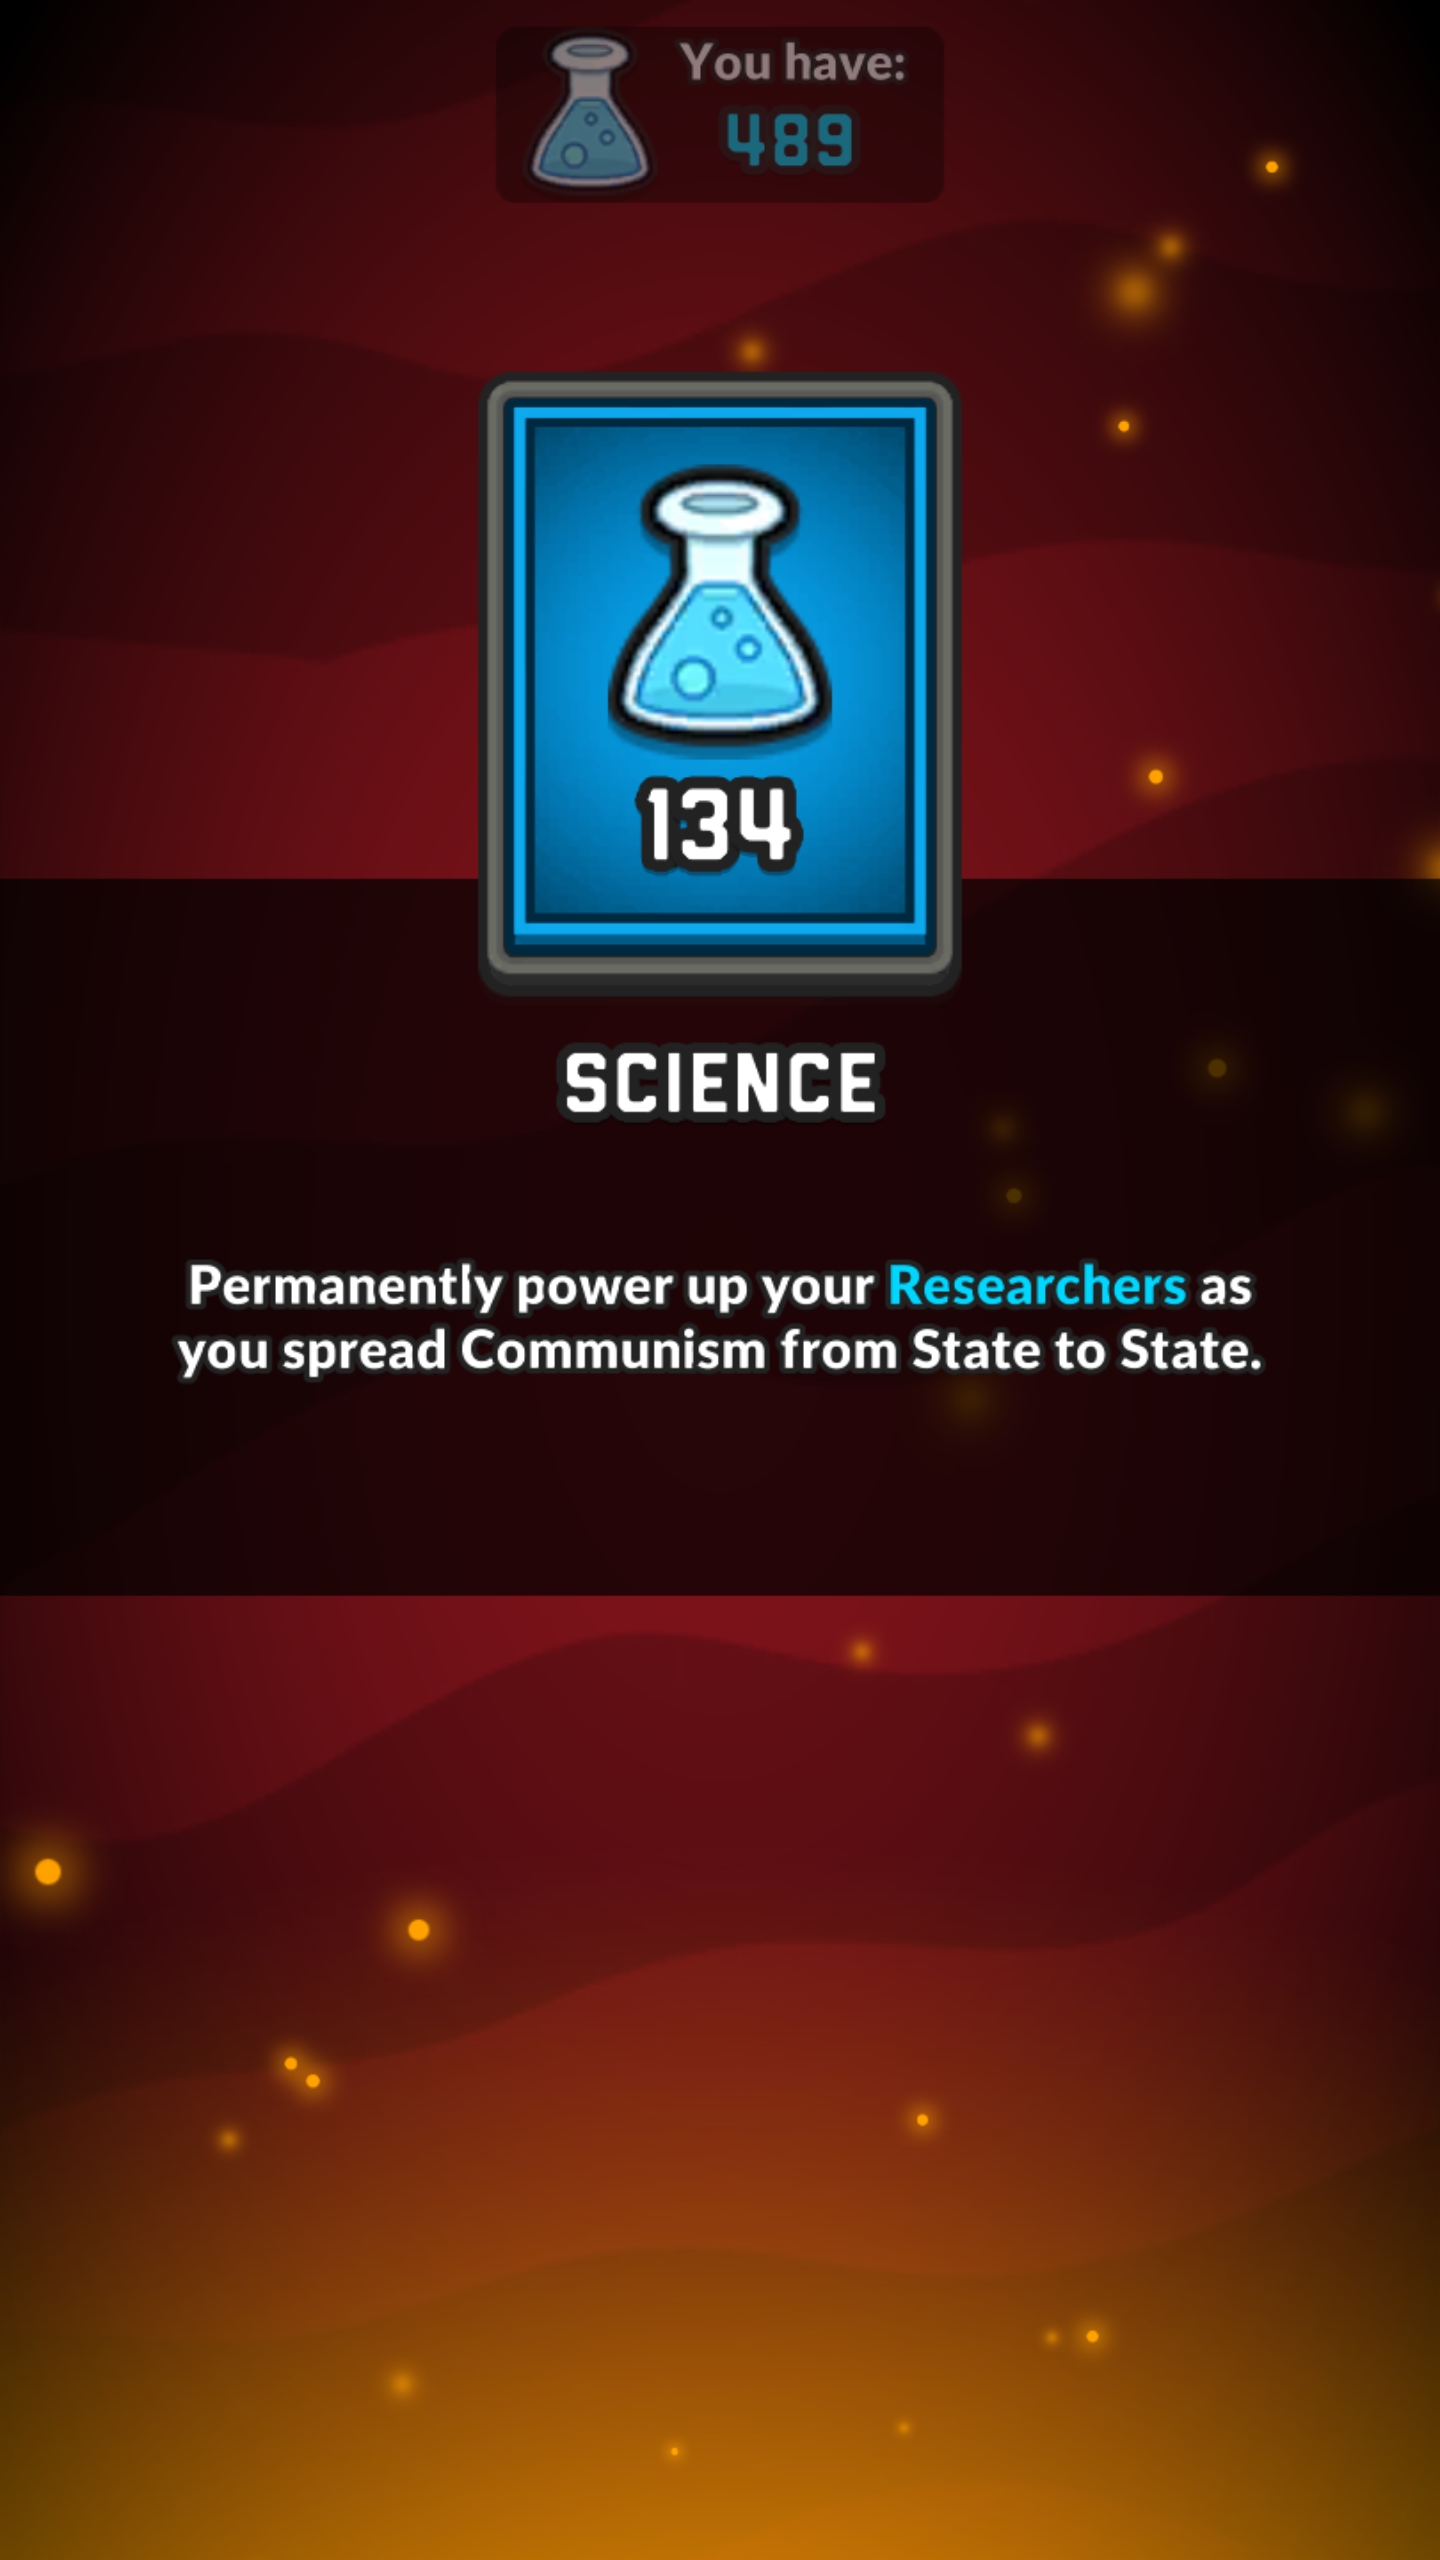 You have:
489
134
SCIENCE
Permanently power up your Researchers as
you spread Communism from State to State.